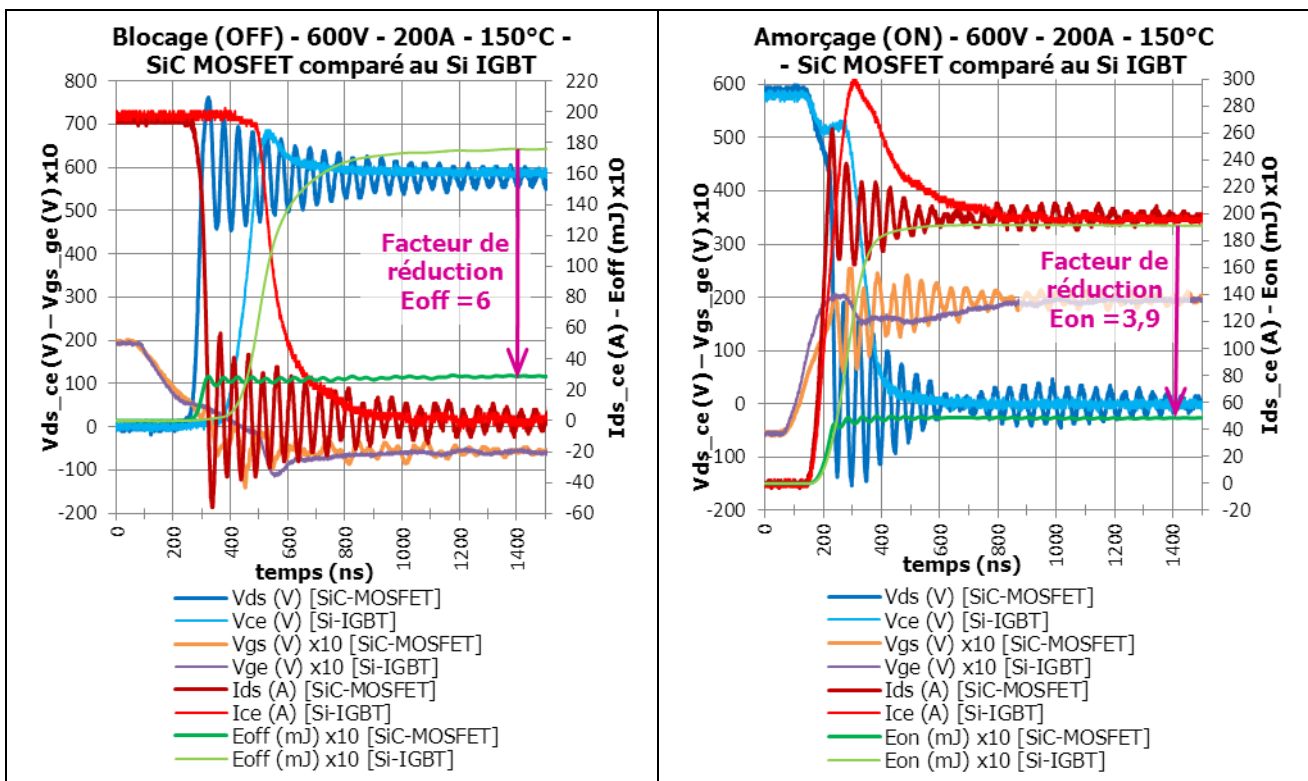 Blocage (OFF) - 600V - 200A - 150°C -
SiC MOSFET comparé au Si IGBT
Vds_ce (V) – Vgs_ge (V) x10
800
700
600
500
400
300
200
100
0
-100
-200
220
200
180
160
140
120
100
80
60
40
20
0
-20
-40
-60
Ids_ce (A) - Eoff (mJ) x10
Facteur de
réduction
Eoff =6
0
200
400
600
800
1000
1200
1400
temps (ns)
Vds (V) [SiC-MOSFET]
Vce (V) [Si-IGBT]
Vgs (V) x10 [SiC-MOSFET]
Vge (V) x10 [Si-IGBT]
Ids (A) [SiC-MOSFET]
Ice (A) [Si-IGBT]
Eoff (mJ) x10 [SiC-MOSFET]
Eoff (mJ) x10 [Si-IGBT]
Amorçage (ON) - 600V - 200A - 150°C
- SiC MOSFET comparé au Si IGBT
Vds_ce (V) – Vgs_ge (V) x10
600
500
400
300
200
100
0
-100
-200
300
280
260
240
220
200
180
160
140
120
100
80
60
40
20
0
-20
Ids_ce (A) - Eon (mJ) x10
Facteur de
réduction
Eon =3,9
0
200
400
600
800
1000
1200
1400
temps (ns)
Vds (V) [SiC-MOSFET]
Vce (V) [Si-IGBT]
Vgs (V) x10 [SiC-MOSFET]
Vge (V) x10 [Si-IGBT]
Ids (A) [SiC-MOSFET]
Ice (A) [Si-IGBT]
Eon (mJ) x10 [SiC-MOSFET]
Eon (mJ) x10 [Si-IGBT]